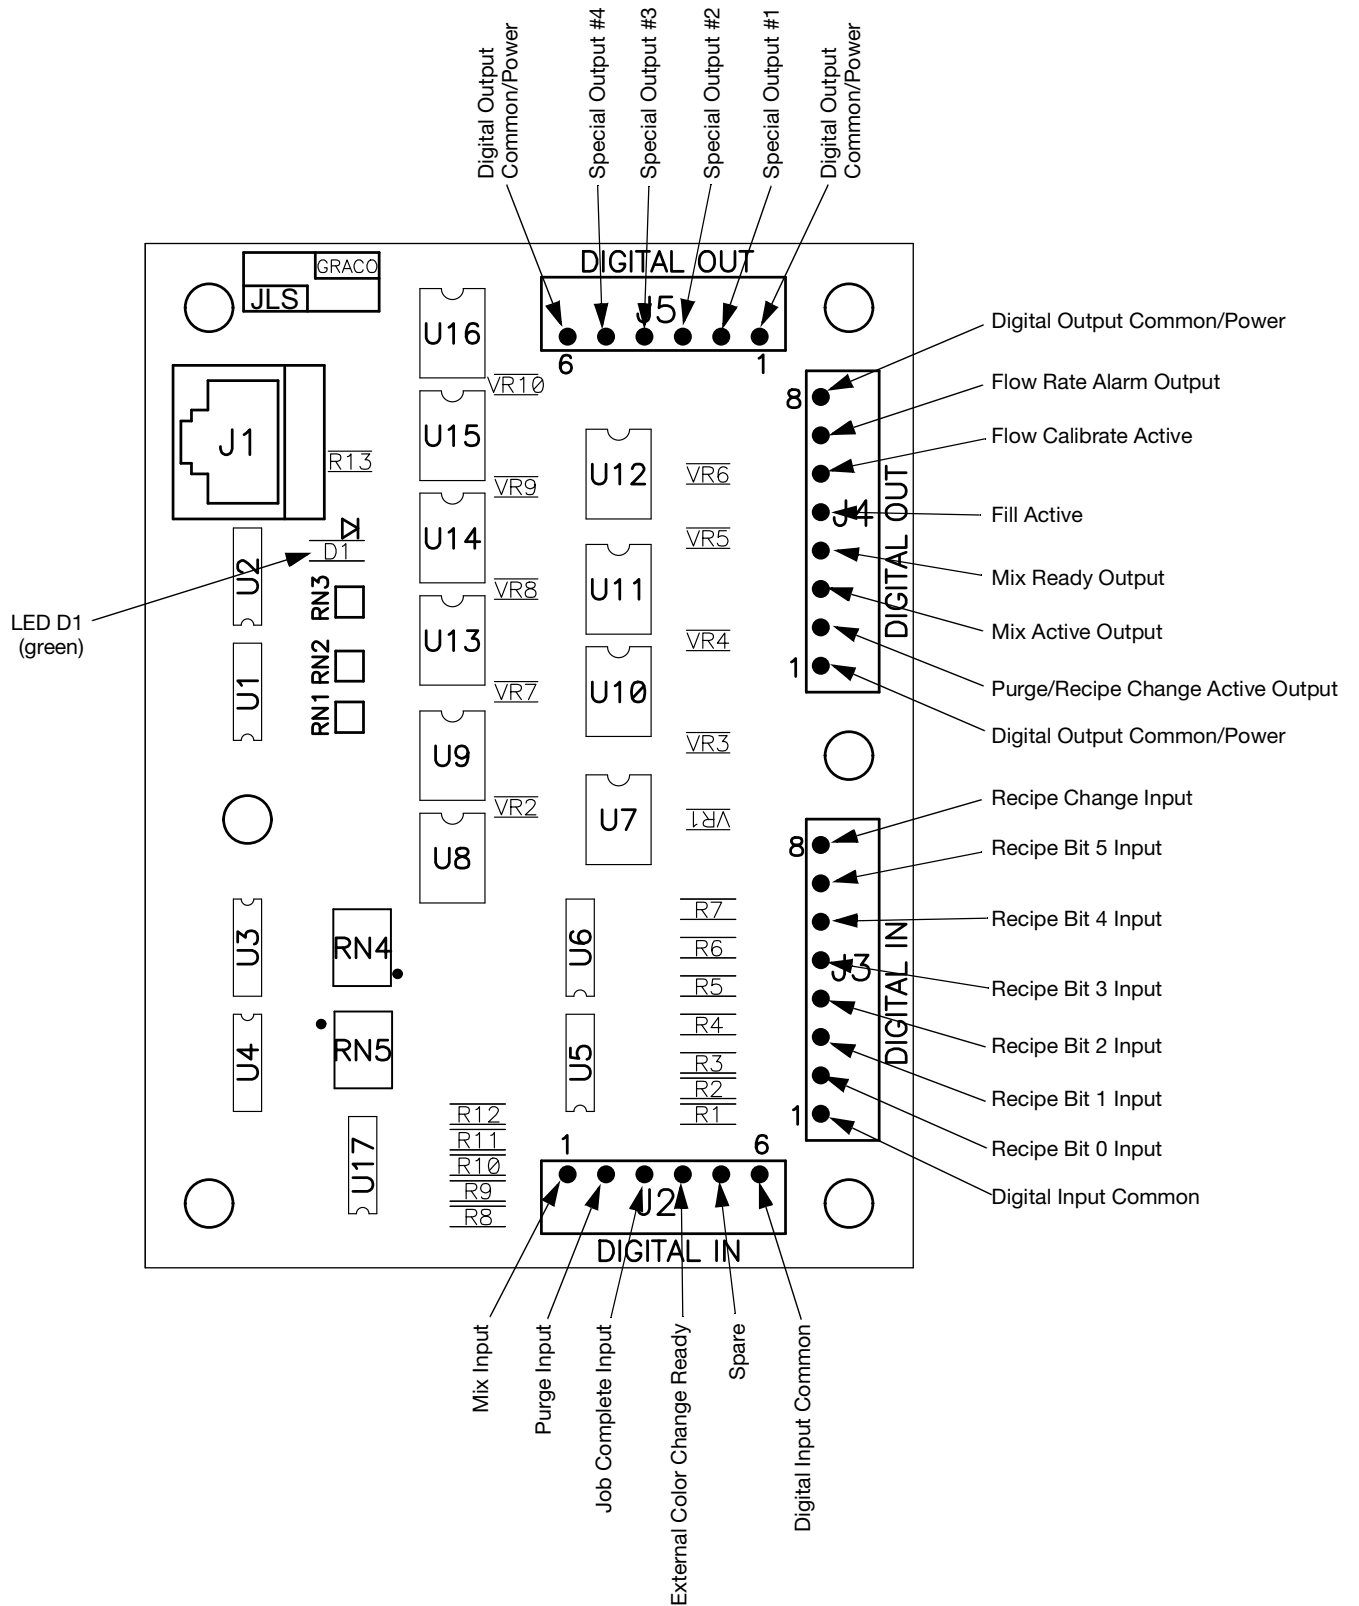 Digital Output
Common/Power
Special Output #4
Special Output #3
Special Output #2
Special Output #1
Digital Output
Common/Power
GRACO
JLS
DIGITAL OUT
J5
6
1
U16
VR10
U15
VR9
U14
VR8
U13
VR7
U9
VR2
U8
J1
R13
D1
LED D1
(green)
U2
U1
RN3
RN2
RN1
U12
U11
U10
U7
VR6
VR5
VR4
VR3
VR1
8
J4
1
DIGITAL OUT
Digital Output Common/Power
Flow Rate Alarm Output
Flow Calibrate Active
Fill Active
Mix Ready Output
Mix Active Output
Purge/Recipe Change Active Output
Digital Output Common/Power
8
J3
1
DIGITAL IN
Recipe Change Input
Recipe Bit 5 Input
Recipe Bit 4 Input
Recipe Bit 3 Input
Recipe Bit 2 Input
Recipe Bit 1 Input
Recipe Bit 0 Input
Digital Input Common
U3
U4
RN4
RN5
U17
U6
U5
R7
R6
R5
R4
R3
R2
R1
R12
R11
R10
R9
R8
1
6
J2
DIGITAL IN
Mix Input
Purge Input
Job Complete Input
External Color Change Ready
Spare
Digital Input Common